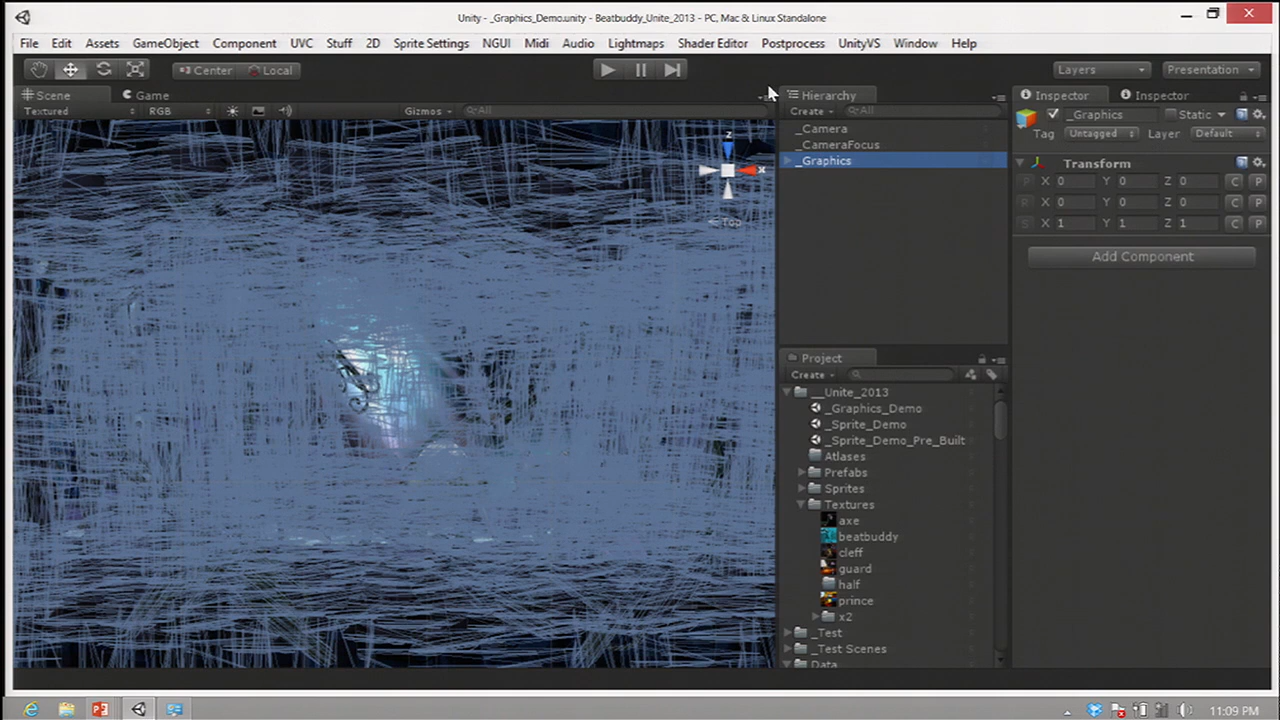 Unity - _Graphics_Demo.unity - Beatbuddy_Unite_2013 - PC, Mac & Linux Standalone
File Edit Assets GameObject Component UVC Stuff 2D Sprite Settings NGUI Midi Audio Lightmaps Shader Editor Postprocess UnityVS Window Help
Center Local Layers Presentation
Scene Game
Textured RGB Gizmos All
z
x
Top
Hierarchy
Create All
_Camera
_CameraFocus
_Graphics
Project
Create
__Unite_2013
_Graphics_Demo
_Sprite_Demo
_Sprite_Demo_Pre_Built
Atlases
Prefabs
Sprites
Textures
axe
beatbuddy
cleff
guard
half
prince
x2
_Test
_Test Scenes
Data
Inspector Inspector
_Graphics Static
Tag Untagged Layer Default
Transform
P X 0 Y 0 Z 0 C P
R X 0 Y 0 Z 0 C P
S X 1 Y 1 Z 1 C P
Add Component
11:09 PM